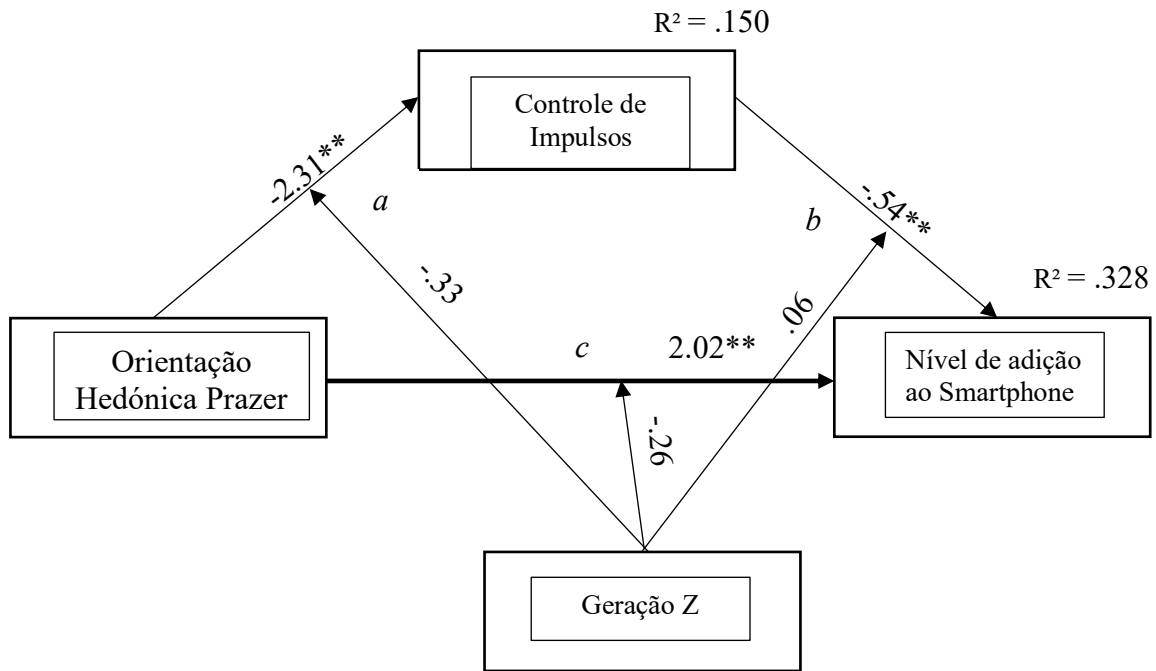 R² = .150
Controle de
Impulsos
-2.31**
a
b
-.54**
-.33
.06
R² = .328
Orientação
Hedónica Prazer
c
2.02**
Nível de adição
ao Smartphone
-.26
Geração Z